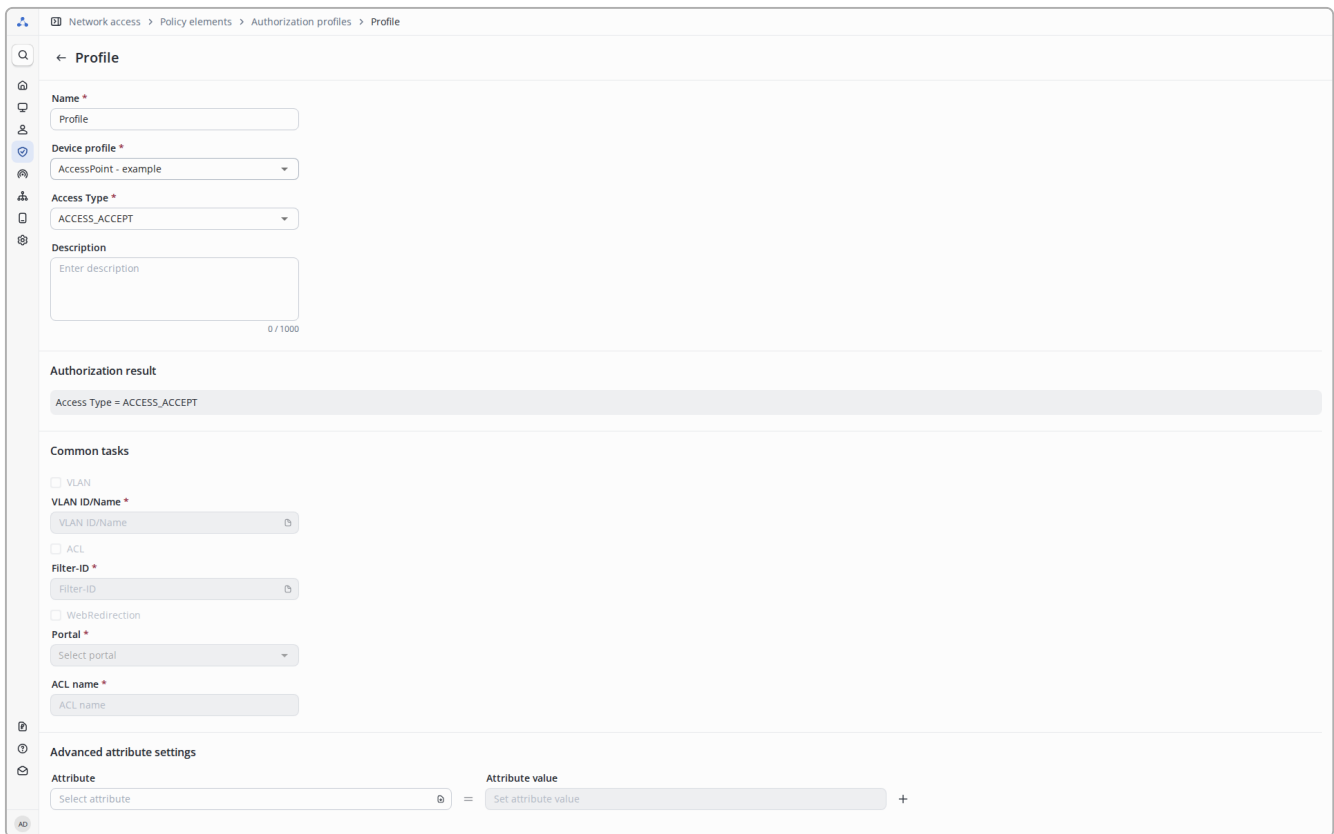 Network access > Policy elements > Authorization profiles > Profile
← Profile
Name *
Profile
Device profile *
AccessPoint - example
Access Type *
ACCESS_ACCEPT
Description
Enter description
0 / 1000
Authorization result
Access Type = ACCESS_ACCEPT
Common tasks
VLAN
VLAN ID/Name *
VLAN ID/Name
ACL
Filter-ID *
Filter-ID
WebRedirection
Portal *
Select portal
ACL name *
ACL name
Advanced attribute settings
Attribute Attribute value
Select attribute = Set attribute value +
AD